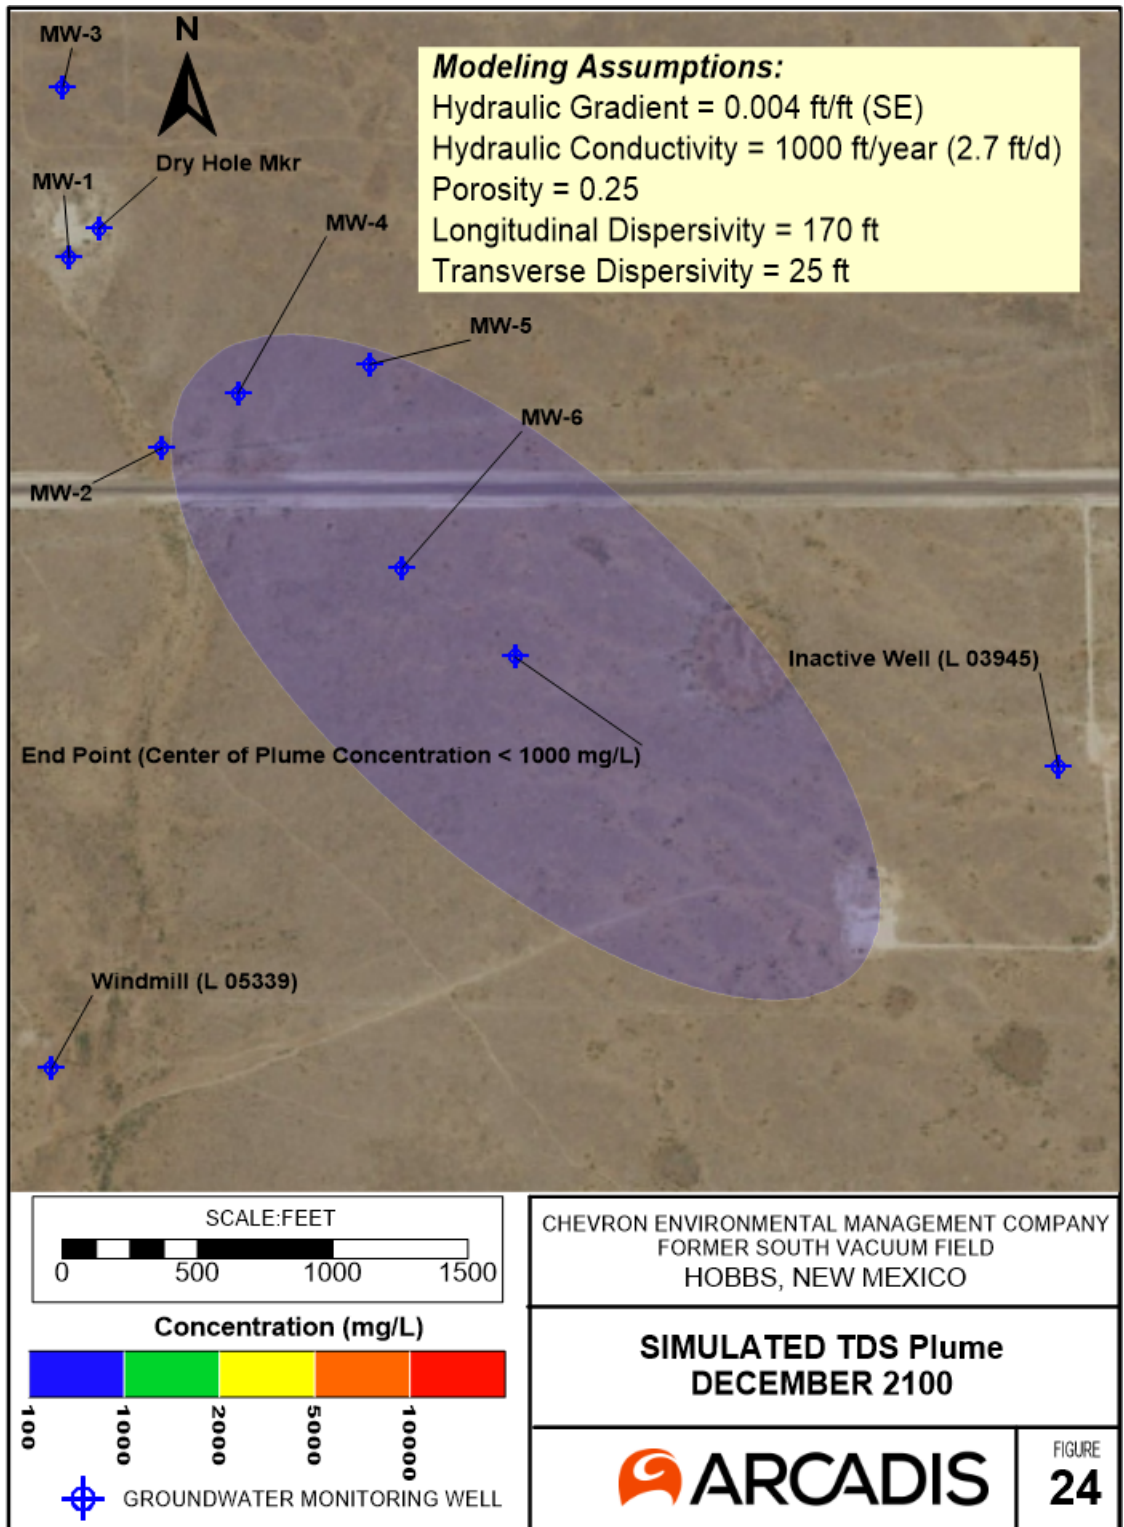 MW-3
N
Modeling Assumptions:
Hydraulic Gradient = 0.004 ft/ft (SE)
Hydraulic Conductivity = 1000 ft/year (2.7 ft/d)
Porosity = 0.25
Longitudinal Dispersivity = 170 ft
Transverse Dispersivity = 25 ft
Dry Hole Mkr
MW-1
MW-4
MW-5
MW-6
MW-2
Inactive Well (L 03945)
End Point (Center of Plume Concentration < 1000 mg/L)
Windmill (L 05339)
SCALE:FEET
0 500 1000 1500
Concentration (mg/L)
100 1000 2000 5000 10000
GROUNDWATER MONITORING WELL
CHEVRON ENVIRONMENTAL MANAGEMENT COMPANY
FORMER SOUTH VACUUM FIELD
HOBBS, NEW MEXICO
SIMULATED TDS Plume
DECEMBER 2100
ARCADIS
FIGURE
24